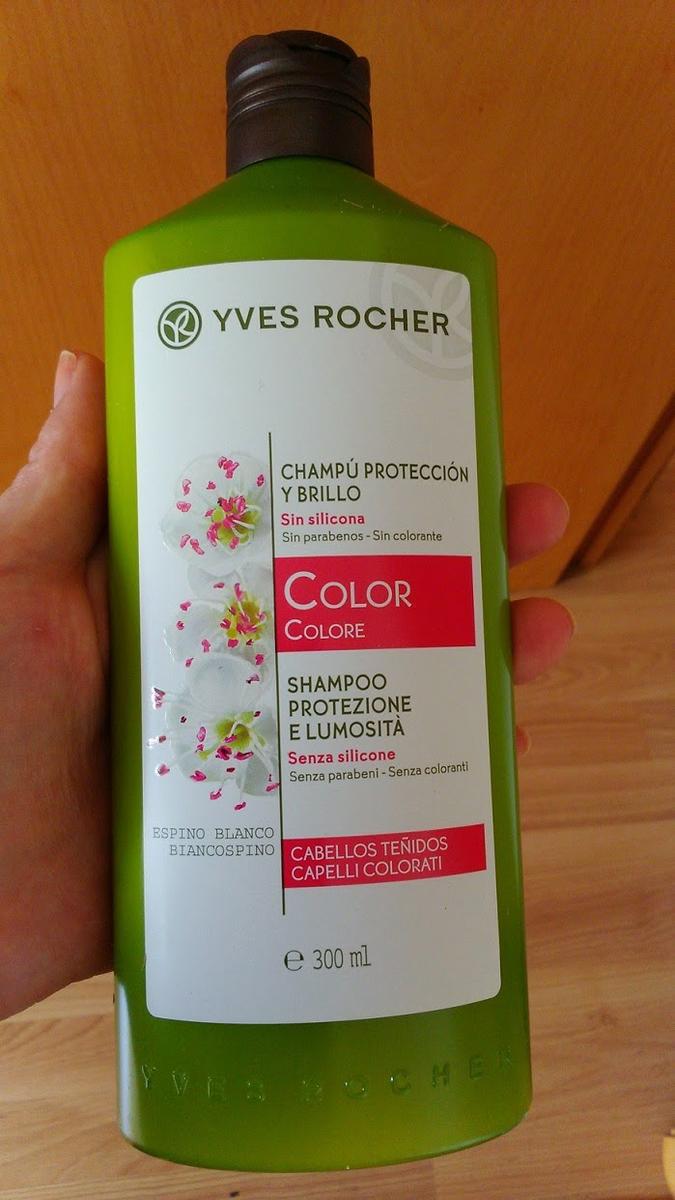 YVES ROCHER
CHAMPÚ PROTECCIÓN
Y BRILLO
Sin silicona
Sin parabenos - Sin colorante
COLOR
COLORE
SHAMPOO
PROTEZIONE
E LUMOSITÀ
Senza silicone
Senza parabeni - Senza coloranti
ESPINO BLANCO
BIANCOSPINO
CABELLOS TEÑIDOS
CAPELLI COLORATI
℮ 300 ml
YVES ROCHER